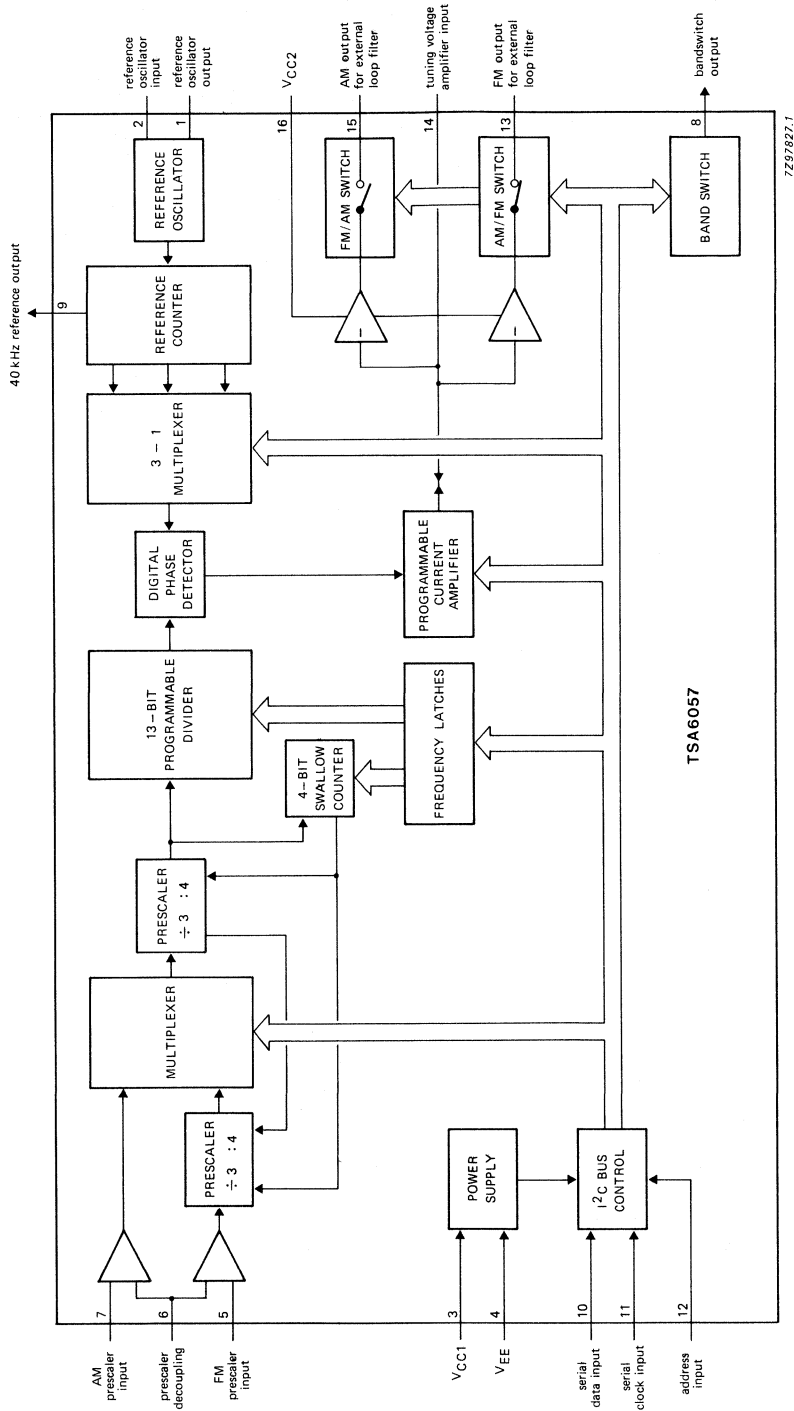 AM
prescaler
input
7
prescaler
decoupling
6
FM
prescaler
input
5
PRESCALER
÷ 3 : 4
MULTIPLEXER
PRESCALER
÷ 3 : 4
4-BIT
SWALLOW
COUNTER
13-BIT
PROGRAMMABLE
DIVIDER
DIGITAL
PHASE
DETECTOR
3 – 1
MULTIPLEXER
REFERENCE
COUNTER
9
40 kHz reference output
REFERENCE
OSCILLATOR
2
reference
oscillator
input
1
reference
oscillator
output
16
VCC2
FM/AM SWITCH
15
AM output
for external
loop filter
14
tuning voltage
amplifier input
AM/FM SWITCH
13
FM output
for external
loop filter
PROGRAMMABLE
CURRENT
AMPLIFIER
FREQUENCY LATCHES
3
VCC1
4
VEE
POWER
SUPPLY
10
serial
data input
11
serial
clock input
12
address
input
I²C BUS
CONTROL
BAND SWITCH
8
bandswitch
output
TSA6057
7Z97827.1